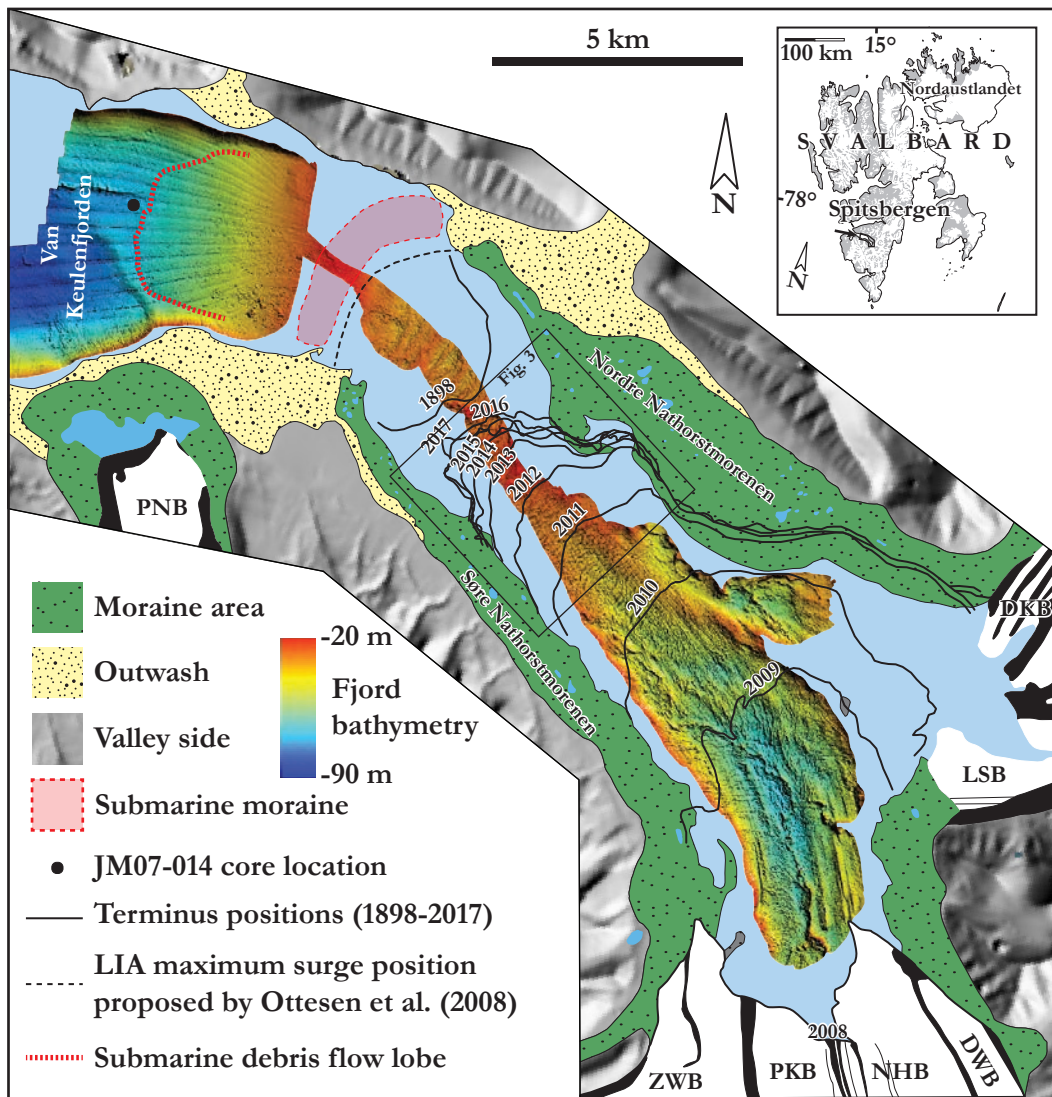 5 km
100 km
15°
Nordaustlandet
S V A L B A R D
78°
Spitsbergen
N
N
Van
Keulenfjorden
Fig. 3
Nordre Nathorstmorenen
1898
2016
2017
2015
2014
2013
2012
2011
2010
2009
Søre Nathorstmorenen
PNB
DKB
LSB
2008
ZWB
PKB
NHB
DWB
Moraine area
Outwash
Valley side
Submarine moraine
-20 m
Fjord
bathymetry
-90 m
JM07-014 core location
Terminus positions (1898-2017)
LIA maximum surge position
proposed by Ottesen et al. (2008)
Submarine debris flow lobe